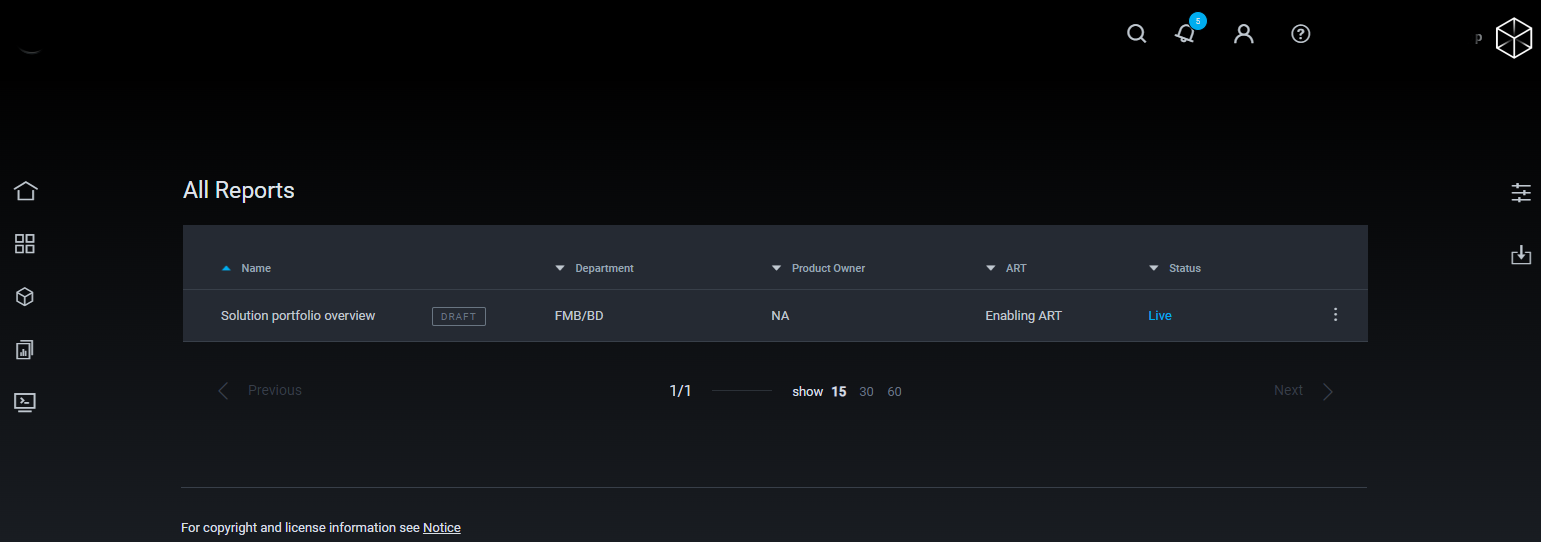 5
p
All Reports
Name Department Product Owner ART Status
Solution portfolio overview DRAFT FMB/BD NA Enabling ART Live
Previous 1/1 show 15 30 60 Next
For copyright and license information see Notice